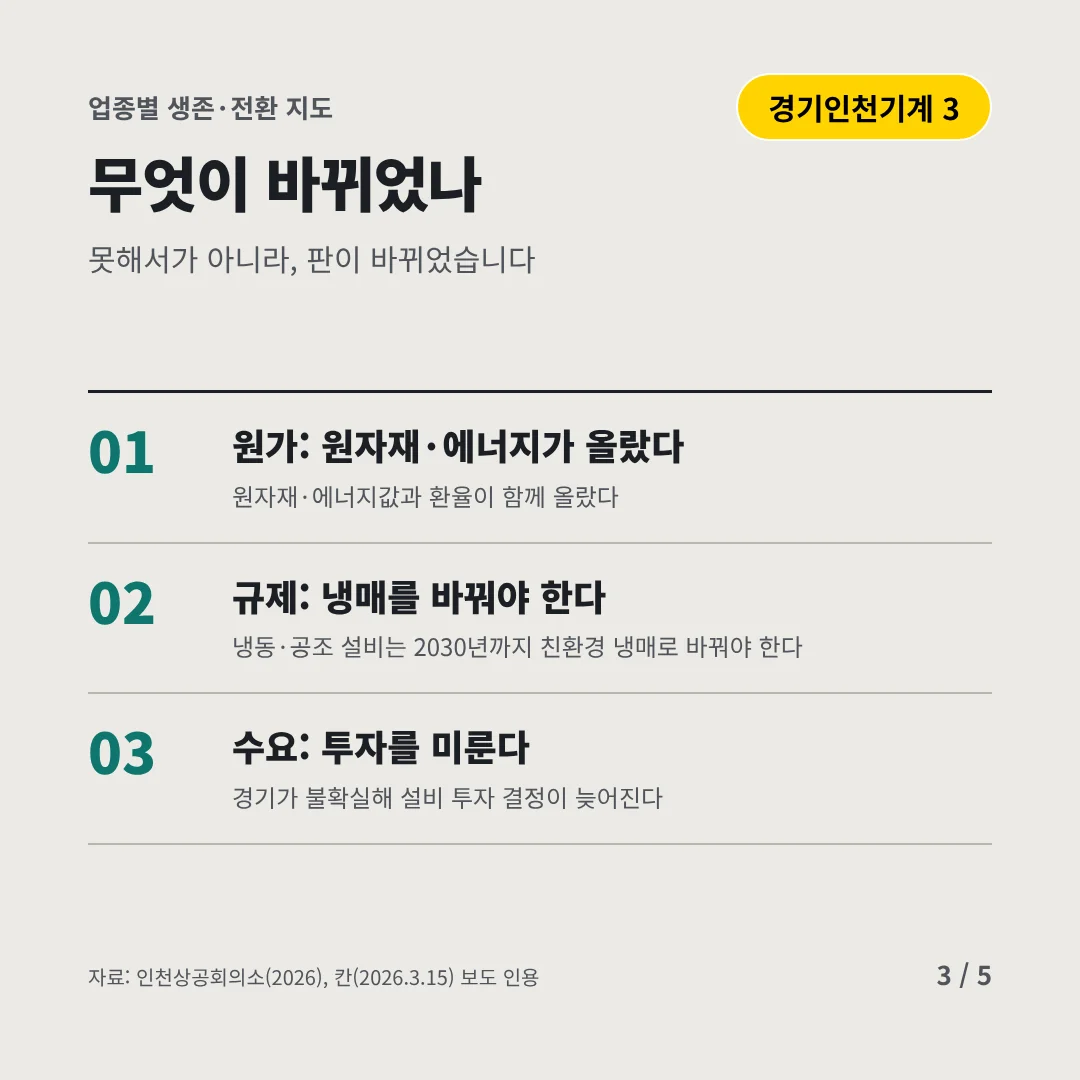 업종별 생존·전환 지도
경기인천기계 3
무엇이 바뀌었나
못해서가 아니라, 판이 바뀌었습니다
01
원가: 원자재·에너지가 올랐다
원자재·에너지값과 환율이 함께 올랐다
02
규제: 냉매를 바꿔야 한다
냉동·공조 설비는 2030년까지 친환경 냉매로 바꿔야 한다
03
수요: 투자를 미룬다
경기가 불확실해 설비 투자 결정이 늦어진다
자료: 인천상공회의소(2026), 칸(2026.3.15) 보도 인용
3 / 5